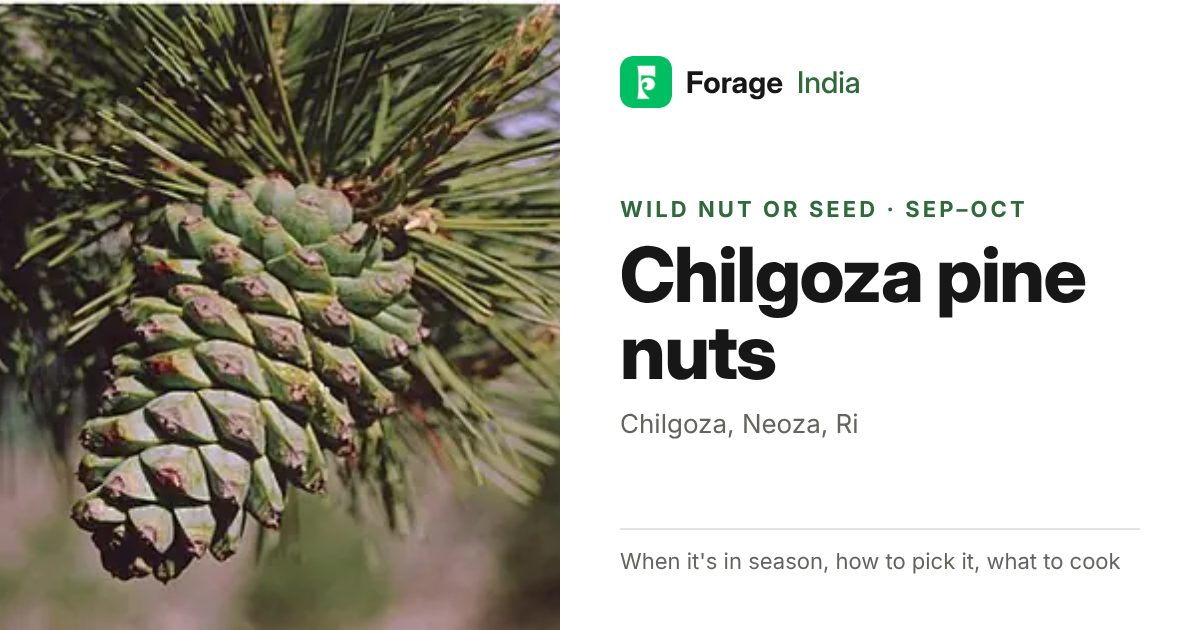 Forage India
WILD NUT OR SEED · SEP–OCT
Chilgoza pine
nuts
Chilgoza, Neoza, Ri
When it's in season, how to pick it, what to cook